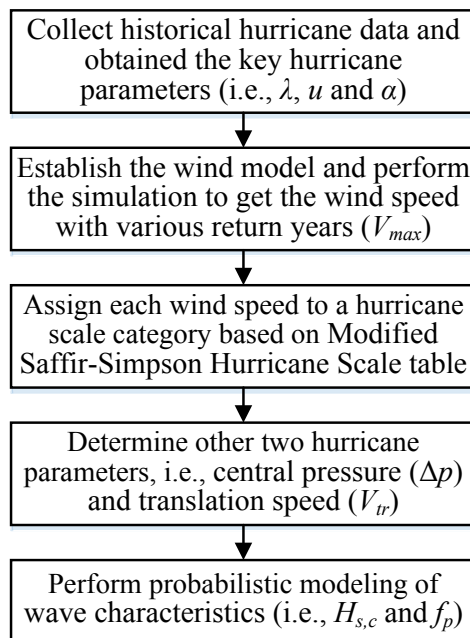 Collect historical hurricane data and
obtained the key hurricane
parameters (i.e., λ, u and α)
Establish the wind model and perform
the simulation to get the wind speed
with various return years (Vmax)
Assign each wind speed to a hurricane
scale category based on Modified
Saffir-Simpson Hurricane Scale table
Determine other two hurricane
parameters, i.e., central pressure (Δp)
and translation speed (Vtr)
Perform probabilistic modeling of
wave characteristics (i.e., Hs,c and fp)